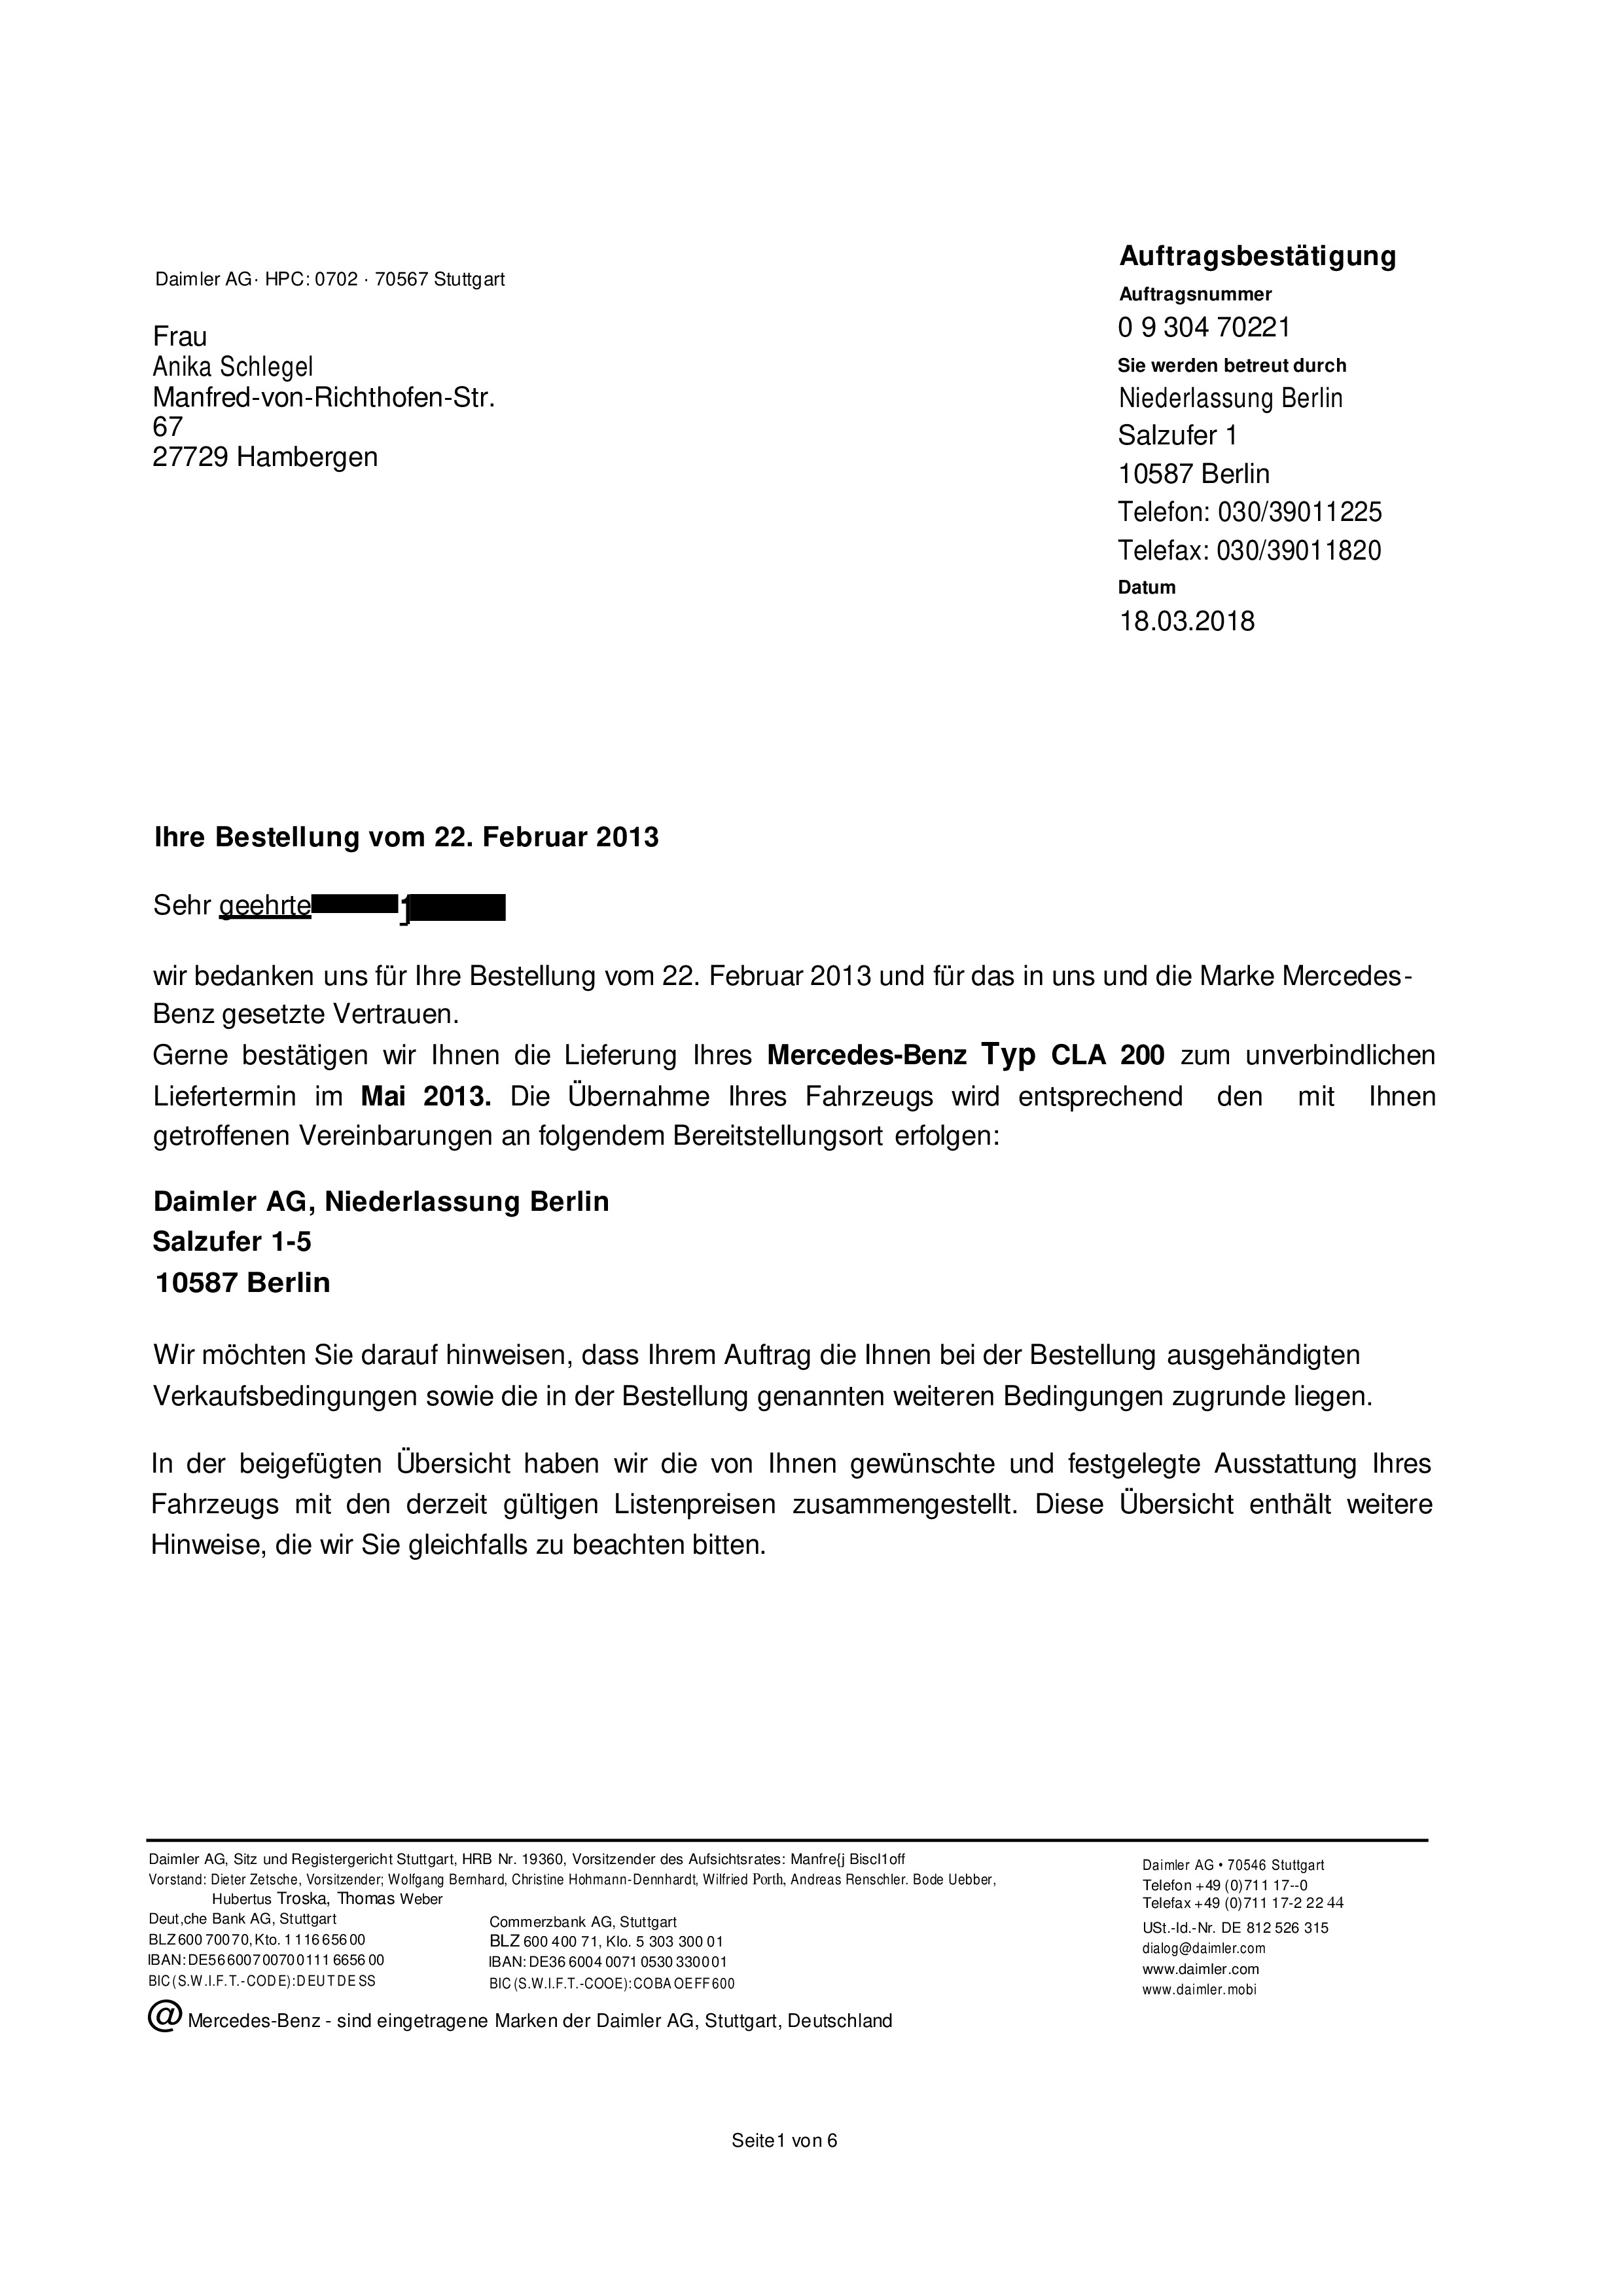 Daimler AG· HPC: 0702 · 70567 Stuttgart
Frau
Anika Schlegel
Manfred-von-Richthofen-Str.
67
27729 Hambergen
Auftragsbestätigung
Auftragsnummer
0 9 304 70221
Sie werden betreut durch
Niederlassung Berlin
Salzufer 1
10587 Berlin
Telefon: 030/39011225
Telefax: 030/39011820
Datum
18.03.2018
Ihre Bestellung vom 22. Februar 2013
Sehr geehrte
wir bedanken uns für Ihre Bestellung vom 22. Februar 2013 und für das in uns und die Marke Mercedes-
Benz gesetzte Vertrauen.
Gerne bestätigen wir Ihnen die Lieferung Ihres Mercedes-Benz Typ CLA 200 zum unverbindlichen
Liefertermin im Mai 2013. Die Übernahme Ihres Fahrzeugs wird entsprechend den mit Ihnen
getroffenen Vereinbarungen an folgendem Bereitstellungsort erfolgen:
Daimler AG, Niederlassung Berlin
Salzufer 1-5
10587 Berlin
Wir möchten Sie darauf hinweisen, dass Ihrem Auftrag die Ihnen bei der Bestellung ausgehändigten
Verkaufsbedingungen sowie die in der Bestellung genannten weiteren Bedingungen zugrunde liegen.
In der beigefügten Übersicht haben wir die von Ihnen gewünschte und festgelegte Ausstattung Ihres
Fahrzeugs mit den derzeit gültigen Listenpreisen zusammengestellt. Diese Übersicht enthält weitere
Hinweise, die wir Sie gleichfalls zu beachten bitten.
Daimler AG, Sitz und Registergericht Stuttgart, HRB Nr. 19360, Vorsitzender des Aufsichtsrates: Manfre{j Biscl1off
Vorstand: Dieter Zetsche, Vorsitzender; Wolfgang Bernhard, Christine Hohmann-Dennhardt, Wilfried Porth, Andreas Renschler. Bode Uebber,
Hubertus Troska, Thomas Weber
Deut,che Bank AG, Stuttgart
BLZ 600 700 70, Kto. 1 1 16 656 00
IBAN: DE56 6007 0070 0111 6656 00
BIC (S.W.I.F.T.-CODE): DEUTDESS
Commerzbank AG, Stuttgart
BLZ 600 400 71, Klo. 5 303 300 01
IBAN: DE36 6004 0071 0530 3300 01
BIC (S.W.I.F.T.-COOE): COBA OE FF 600
Daimler AG • 70546 Stuttgart
Telefon +49 (0)711 17--0
Telefax +49 (0)711 17-2 22 44
USt.-Id.-Nr. DE 812 526 315
dialog@daimler.com
www.daimler.com
www.daimler.mobi
@ Mercedes-Benz - sind eingetragene Marken der Daimler AG, Stuttgart, Deutschland
Seite1 von 6